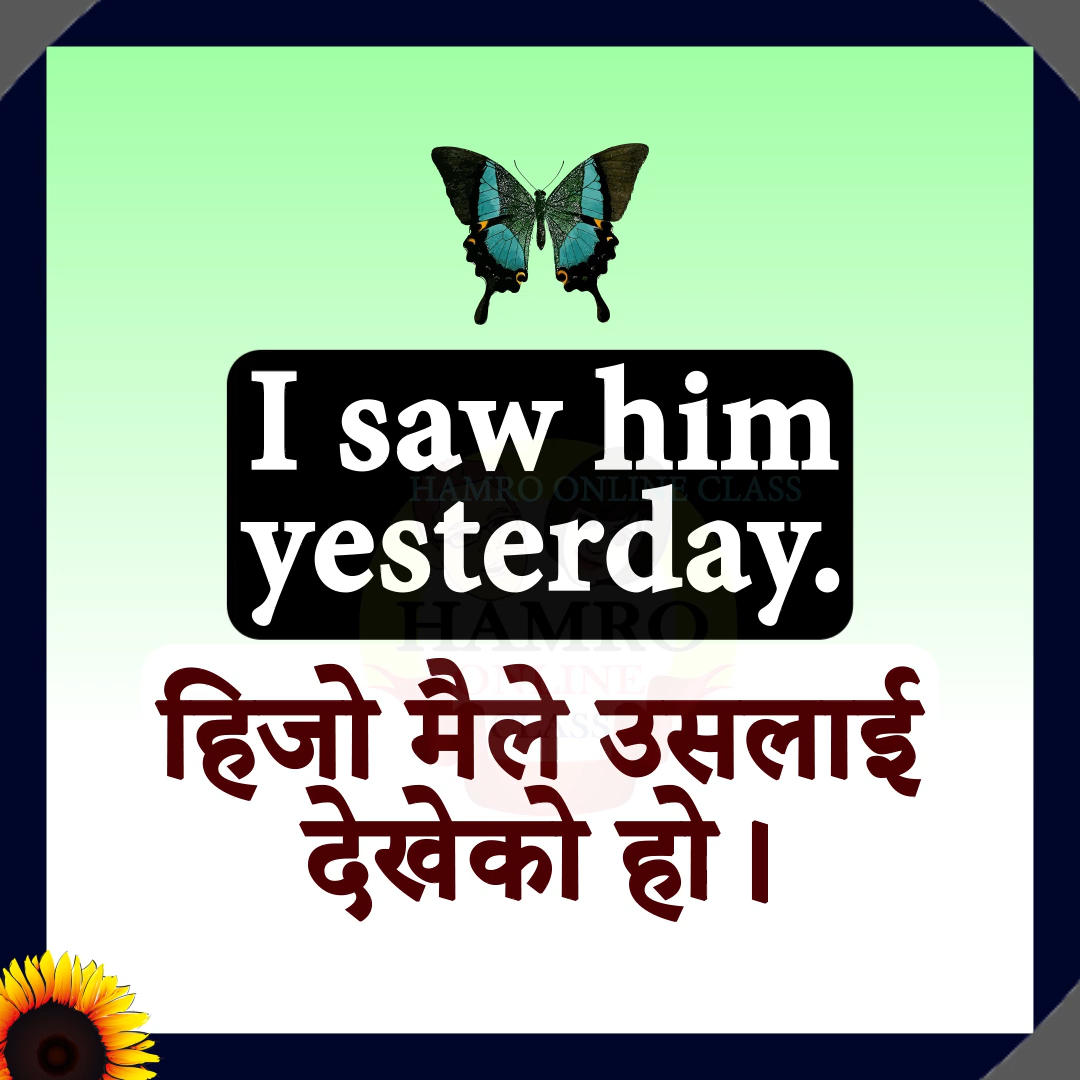 I saw him
HAMRO ONLINE CLASS
yesterday.
HAMRO
ONLINE
CLASS
हिजो मैले उसलाई
देखेको हो ।